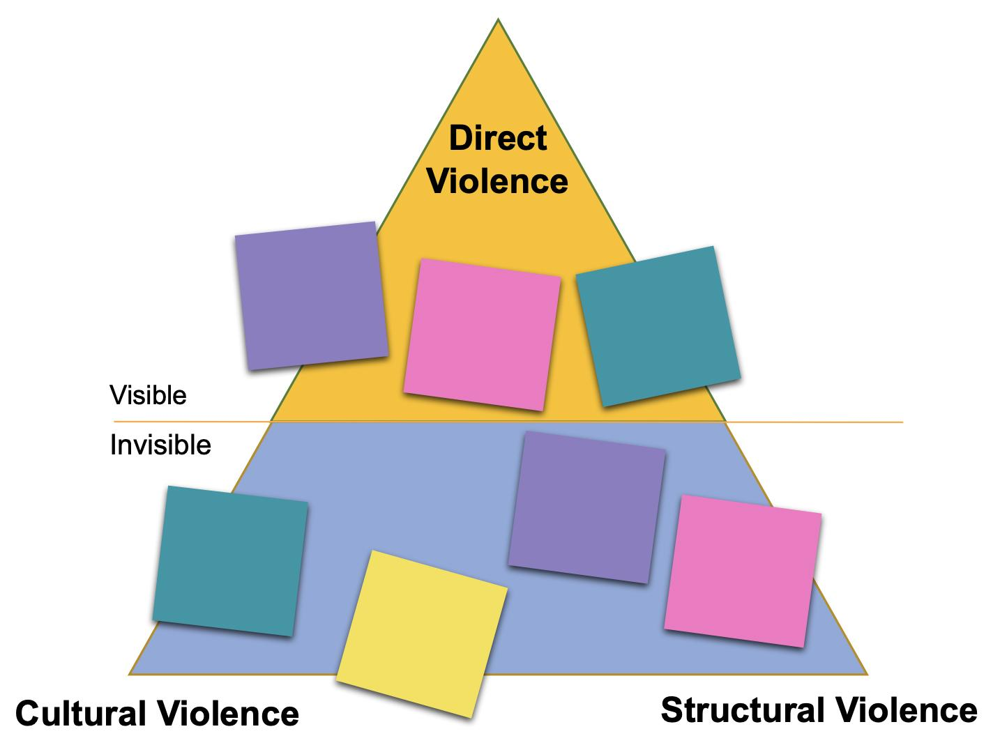 Direct
Violence
Visible
Invisible
Cultural Violence
Structural Violence